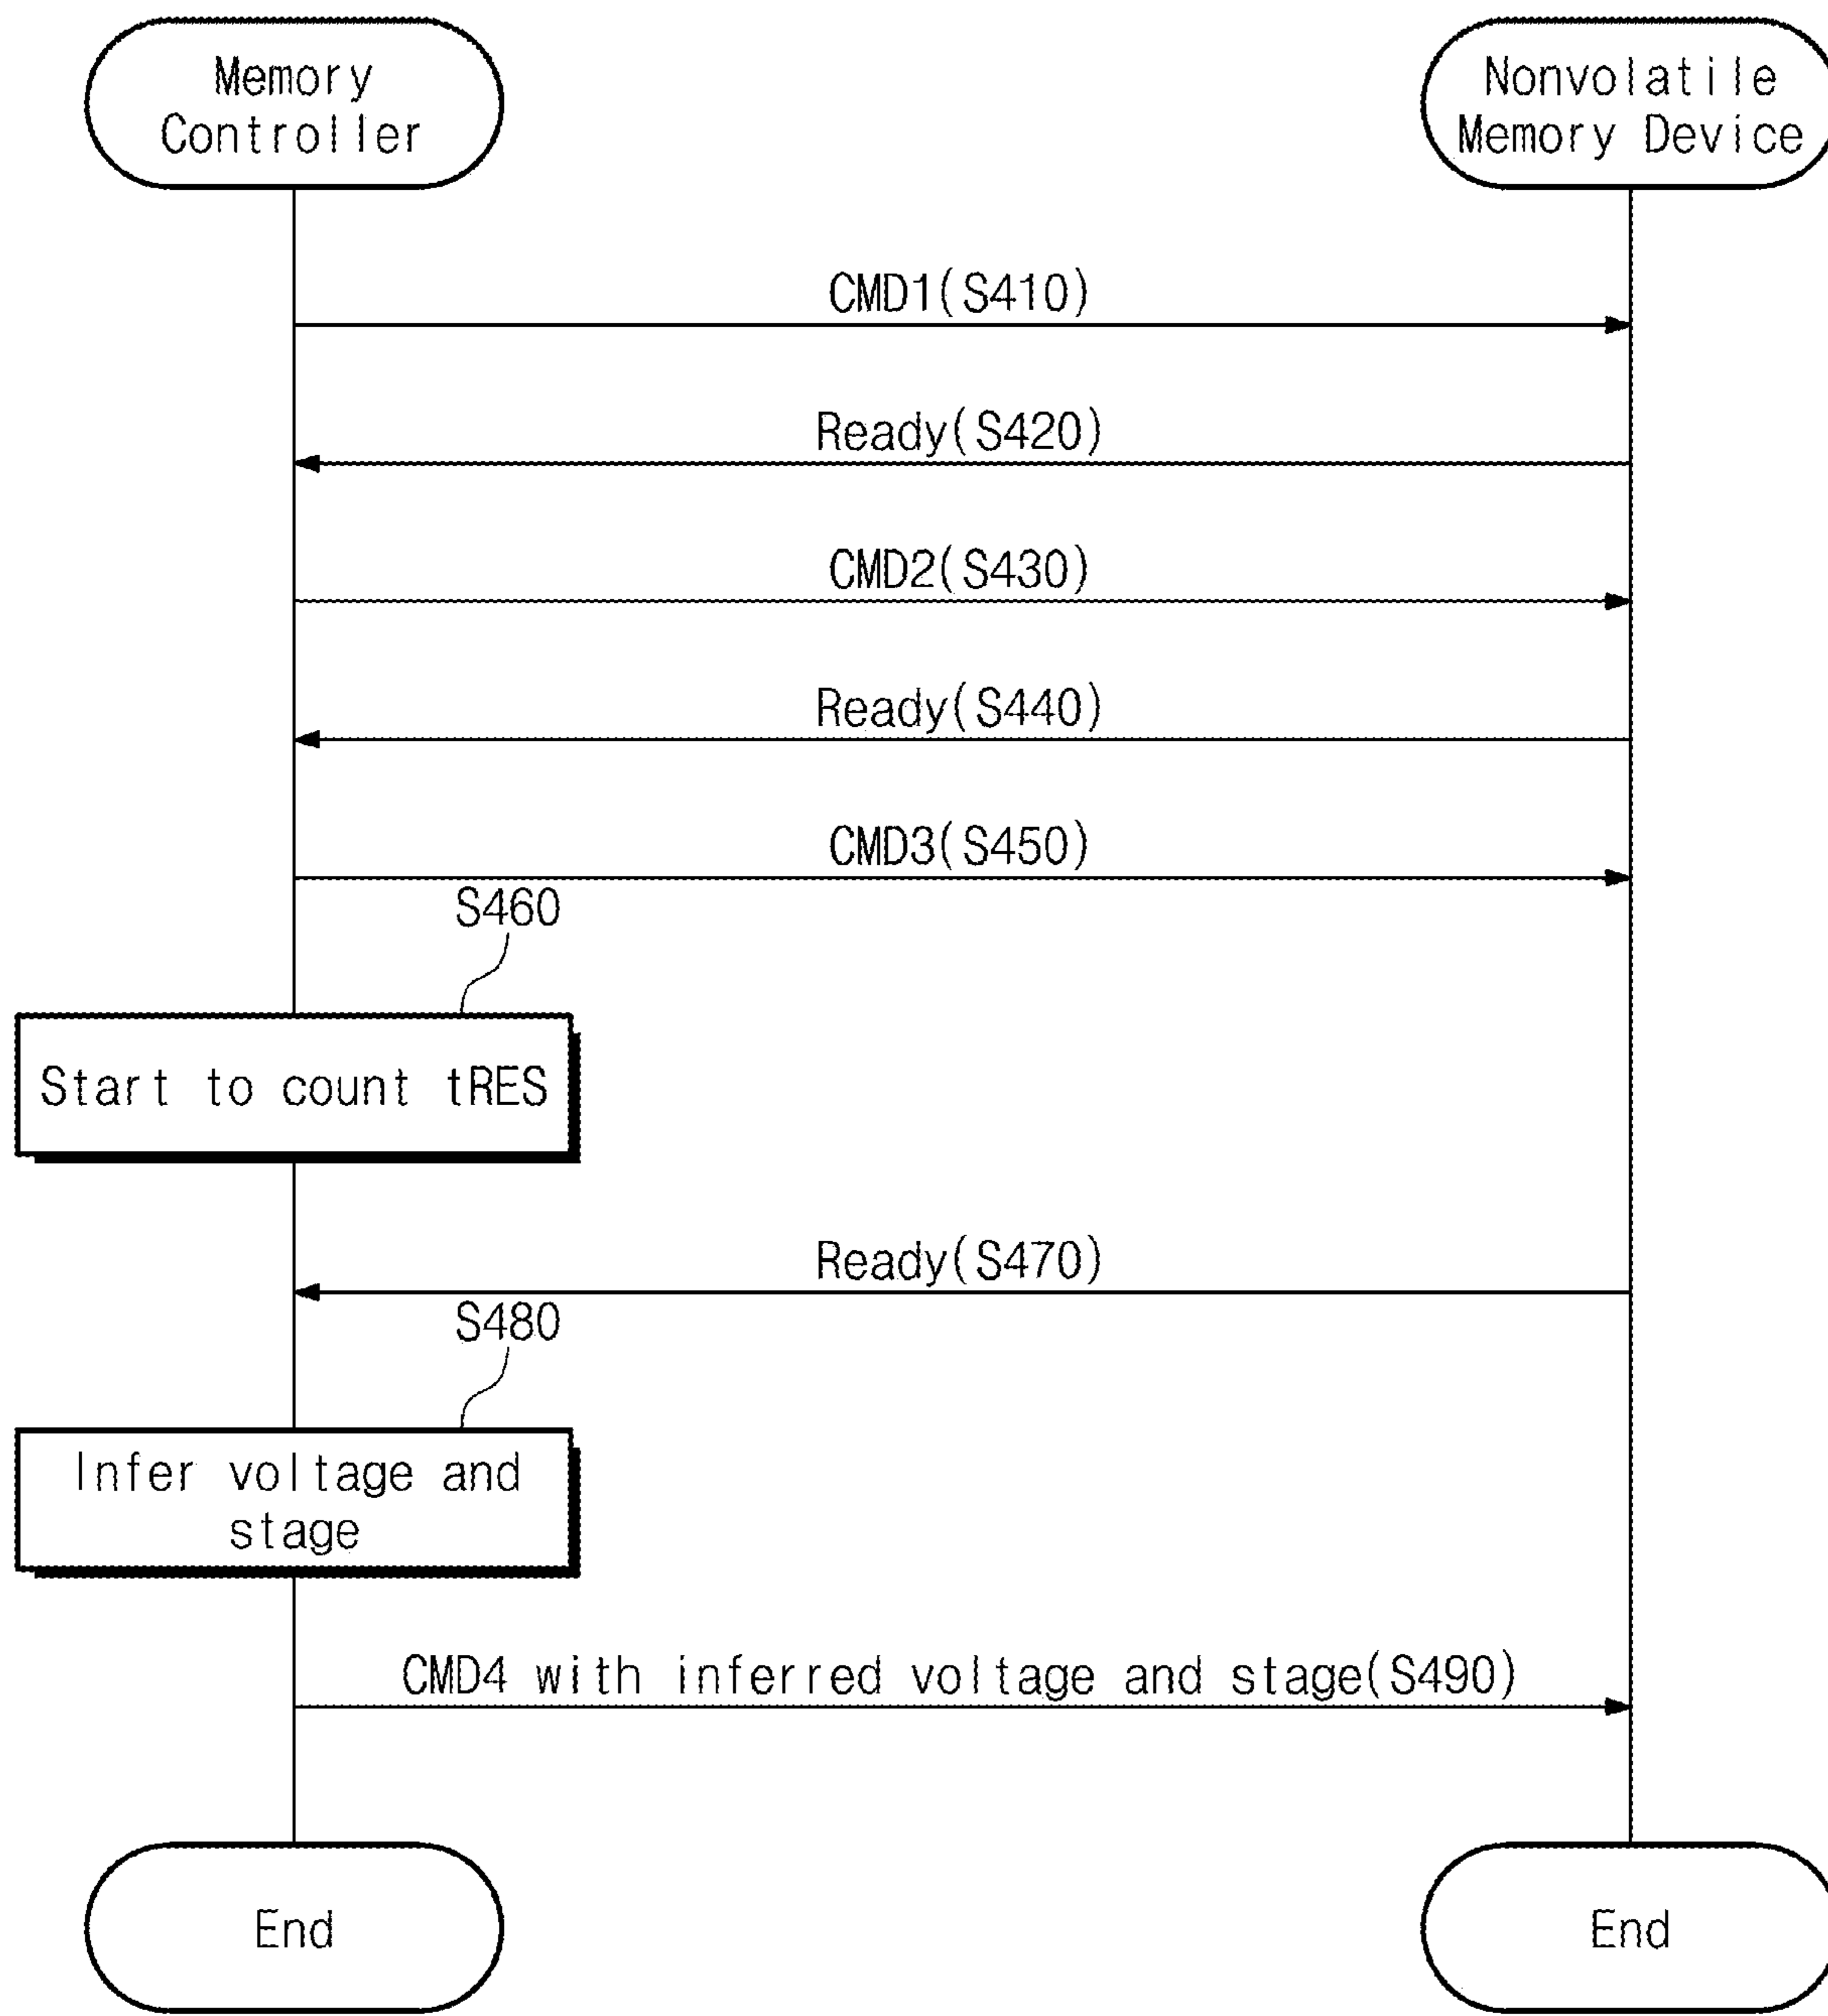 Memory
Controller
Nonvolatile
Memory Device
CMD1(S410)
Ready(S420)
CMD2(S430)
Ready(S440)
CMD3(S450)
S460
Start to count tRES
Ready(S470)
S480
Infer voltage and
stage
CMD4 with inferred voltage and stage(S490)
End
End